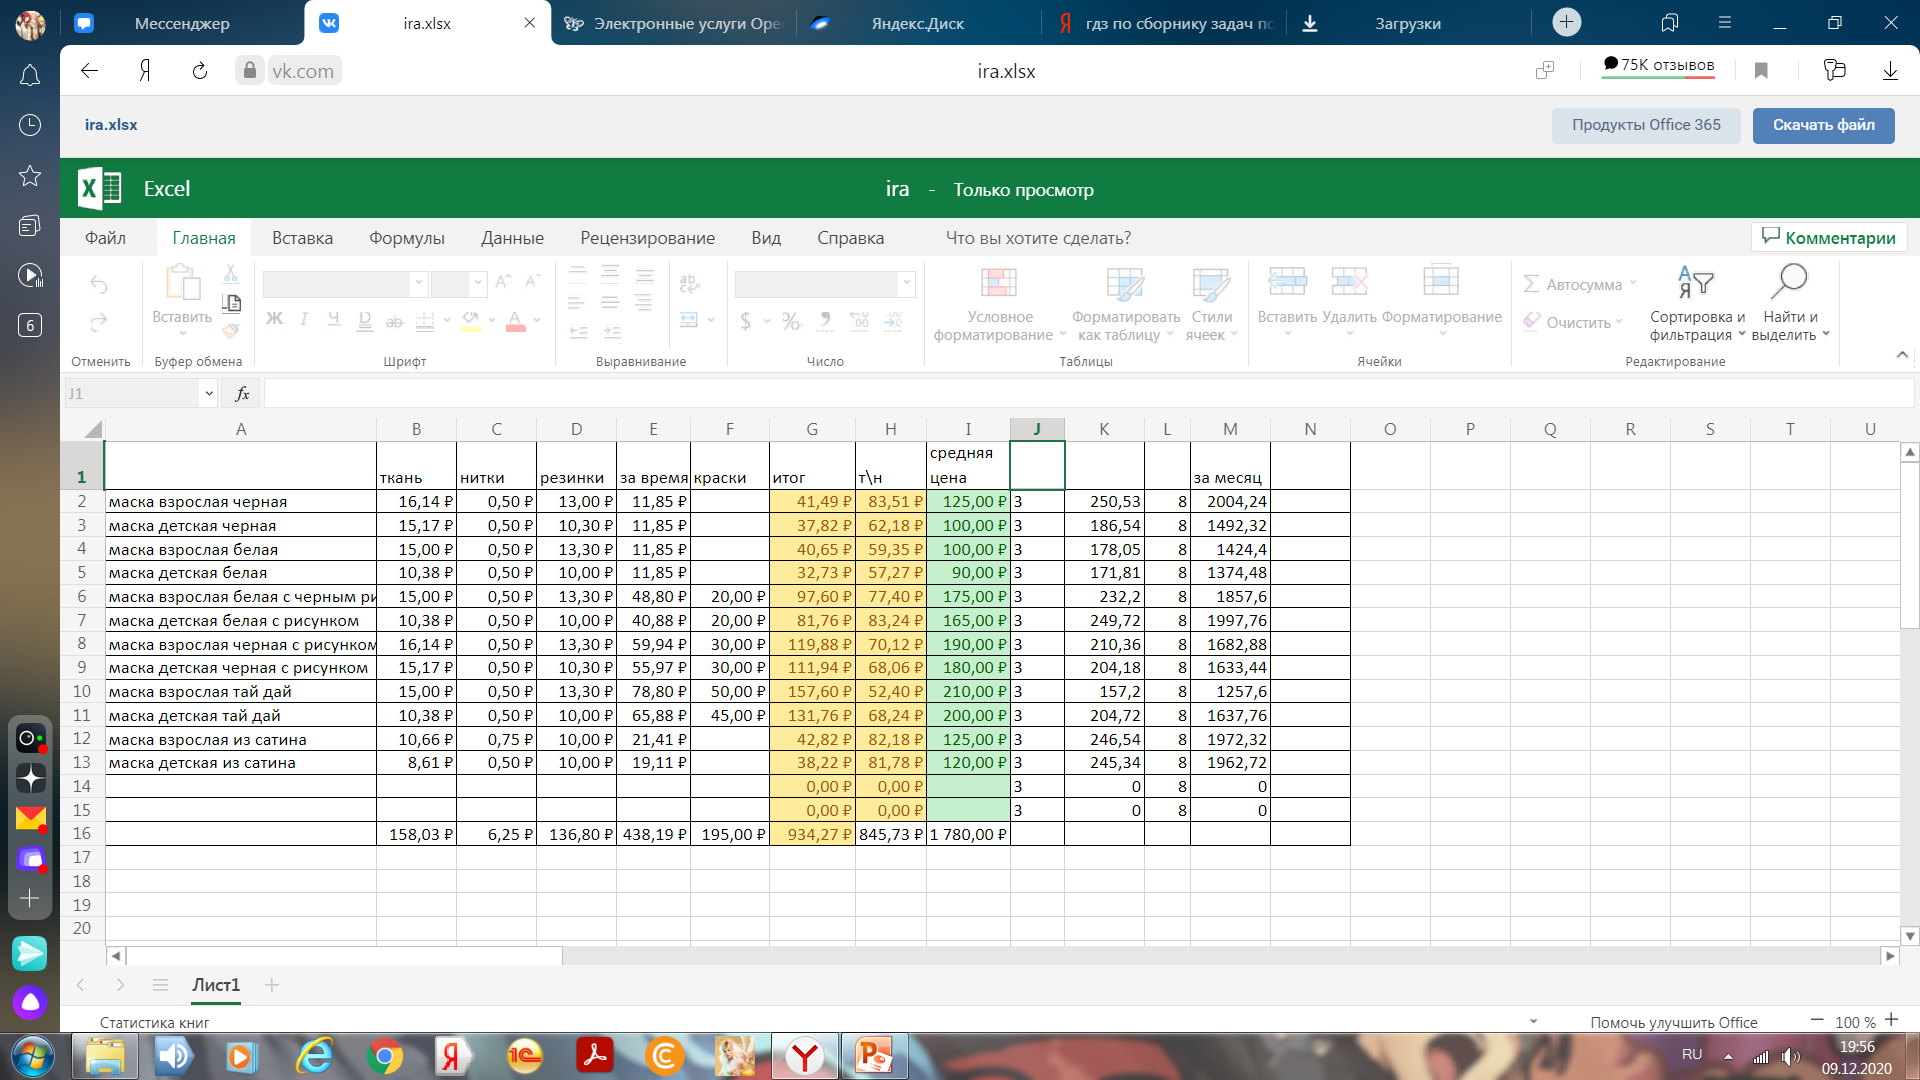 Мессенджер
ira.xlsx
Электронные услуги Оре
Яндекс.Диск
гдз по сборнику задач по
Загрузки
vk.com
ira.xlsx
75K отзывов
ira.xlsx
Продукты Office 365
Скачать файл
Excel
ira - Только просмотр
Файл Главная Вставка Формулы Данные Рецензирование Вид Справка Что вы хотите сделать?
Комментарии
Вставить
Ж К Ч D ab A
Условное форматирование
Форматировать как таблицу
Стили ячеек
Вставить Удалить Форматирование
Автосумма
Очистить
Сортировка и фильтрация
Найти и выделить
Отменить Буфер обмена Шрифт Выравнивание Число Таблицы Ячейки Редактирование
J1 fx
A B C D E F G H I J K L M N O P Q R S T U
1 ткань нитки резинки за время краски итог т\н средняя цена за месяц
2 маска взрослая черная 16,14 ₽ 0,50 ₽ 13,00 ₽ 11,85 ₽ 41,49 ₽ 83,51 ₽ 125,00 ₽ 3 250,53 8 2004,24
3 маска детская черная 15,17 ₽ 0,50 ₽ 10,30 ₽ 11,85 ₽ 37,82 ₽ 62,18 ₽ 100,00 ₽ 3 186,54 8 1492,32
4 маска взрослая белая 15,00 ₽ 0,50 ₽ 13,30 ₽ 11,85 ₽ 40,65 ₽ 59,35 ₽ 100,00 ₽ 3 178,05 8 1424,4
5 маска детская белая 10,38 ₽ 0,50 ₽ 10,00 ₽ 11,85 ₽ 32,73 ₽ 57,27 ₽ 90,00 ₽ 3 171,81 8 1374,48
6 маска взрослая белая с черным ри 15,00 ₽ 0,50 ₽ 13,30 ₽ 48,80 ₽ 20,00 ₽ 97,60 ₽ 77,40 ₽ 175,00 ₽ 3 232,2 8 1857,6
7 маска детская белая с рисунком 10,38 ₽ 0,50 ₽ 10,00 ₽ 40,88 ₽ 20,00 ₽ 81,76 ₽ 83,24 ₽ 165,00 ₽ 3 249,72 8 1997,76
8 маска взрослая черная с рисунком 16,14 ₽ 0,50 ₽ 13,30 ₽ 59,94 ₽ 30,00 ₽ 119,88 ₽ 70,12 ₽ 190,00 ₽ 3 210,36 8 1682,88
9 маска детская черная с рисунком 15,17 ₽ 0,50 ₽ 10,30 ₽ 55,97 ₽ 30,00 ₽ 111,94 ₽ 68,06 ₽ 180,00 ₽ 3 204,18 8 1633,44
10 маска взрослая тай дай 15,00 ₽ 0,50 ₽ 13,30 ₽ 78,80 ₽ 50,00 ₽ 157,60 ₽ 52,40 ₽ 210,00 ₽ 3 157,2 8 1257,6
11 маска детская тай дай 10,38 ₽ 0,50 ₽ 10,00 ₽ 65,88 ₽ 45,00 ₽ 131,76 ₽ 68,24 ₽ 200,00 ₽ 3 204,72 8 1637,76
12 маска взрослая из сатина 10,66 ₽ 0,75 ₽ 10,00 ₽ 21,41 ₽ 42,82 ₽ 82,18 ₽ 125,00 ₽ 3 246,54 8 1972,32
13 маска детская из сатина 8,61 ₽ 0,50 ₽ 10,00 ₽ 19,11 ₽ 38,22 ₽ 81,78 ₽ 120,00 ₽ 3 245,34 8 1962,72
14 0,00 ₽ 0,00 ₽ 3 0 8 0
15 0,00 ₽ 0,00 ₽ 3 0 8 0
16 158,03 ₽ 6,25 ₽ 136,80 ₽ 438,19 ₽ 195,00 ₽ 934,27 ₽ 845,73 ₽ 1 780,00 ₽
17
18
19
20
6
Лист1
Статистика книг
Помочь улучшить Office
100 %
RU
19:56
09.12.2020